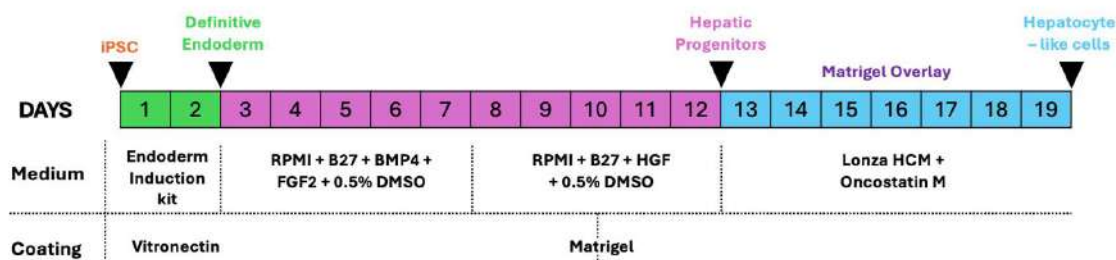 Definitive
Endoderm
Hepatic
Progenitors
Hepatocyte
–like cells
iPSC
Matrigel Overlay
DAYS 1 2 3 4 5 6 7 8 9 10 11 12 13 14 15 16 17 18 19
Medium
Endoderm
Induction
kit
RPMI + B27 + BMP4 +
FGF2 + 0.5% DMSO
RPMI + B27 + HGF
+ 0.5% DMSO
Lonza HCM +
Oncostatin M
Coating Vitronectin Matrigel